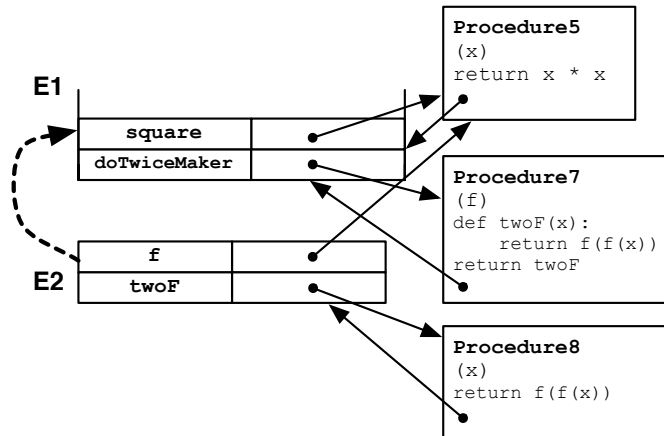 E1
square
doTwiceMaker
E2
f
twoF
Procedure5
(x)
return x * x
Procedure7
(f)
def twoF(x):
    return f(f(x))
return twoF
Procedure8
(x)
return f(f(x))